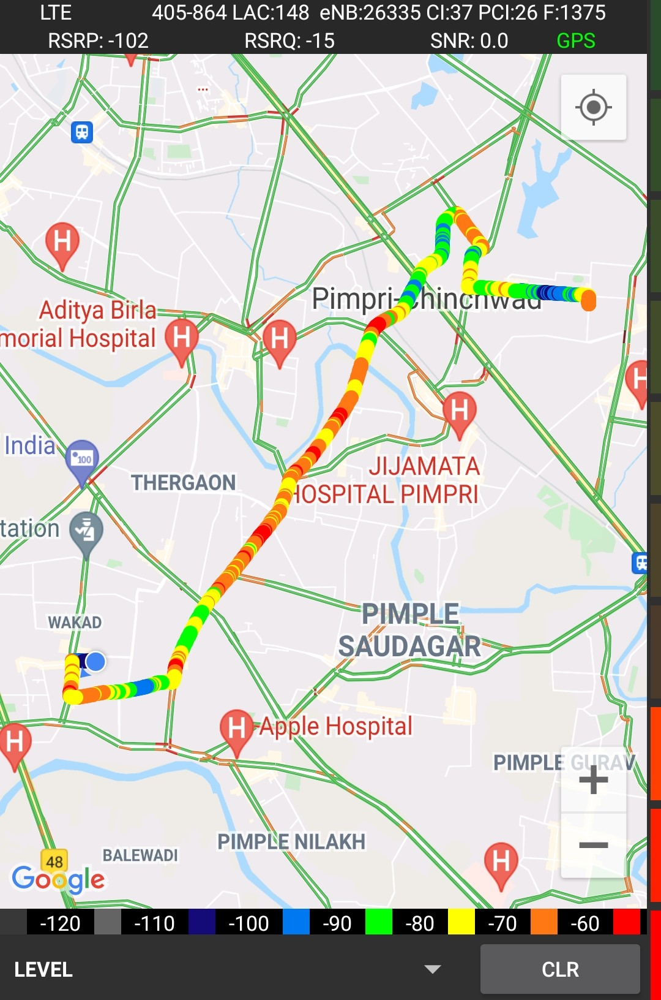 LTE 405-864 LAC:148 eNB:26335 CI:37 PCI:26 F:1375
RSRP: -102 RSRQ: -15 SNR: 0.0 GPS
...
H
Pimpri-Chinchwad
Aditya Birla
morial Hospital
H
H
H
H
India
100
THERGAON
JIJAMATA
HOSPITAL PIMPRI
tation
WAKAD
PIMPLE
SAUDAGAR
H
Apple Hospital
H
PIMPLE GURAV
+
−
PIMPLE NILAKH
BALEWADI
H
48
Google
-120 -110 -100 -90 -80 -70 -60
LEVEL CLR